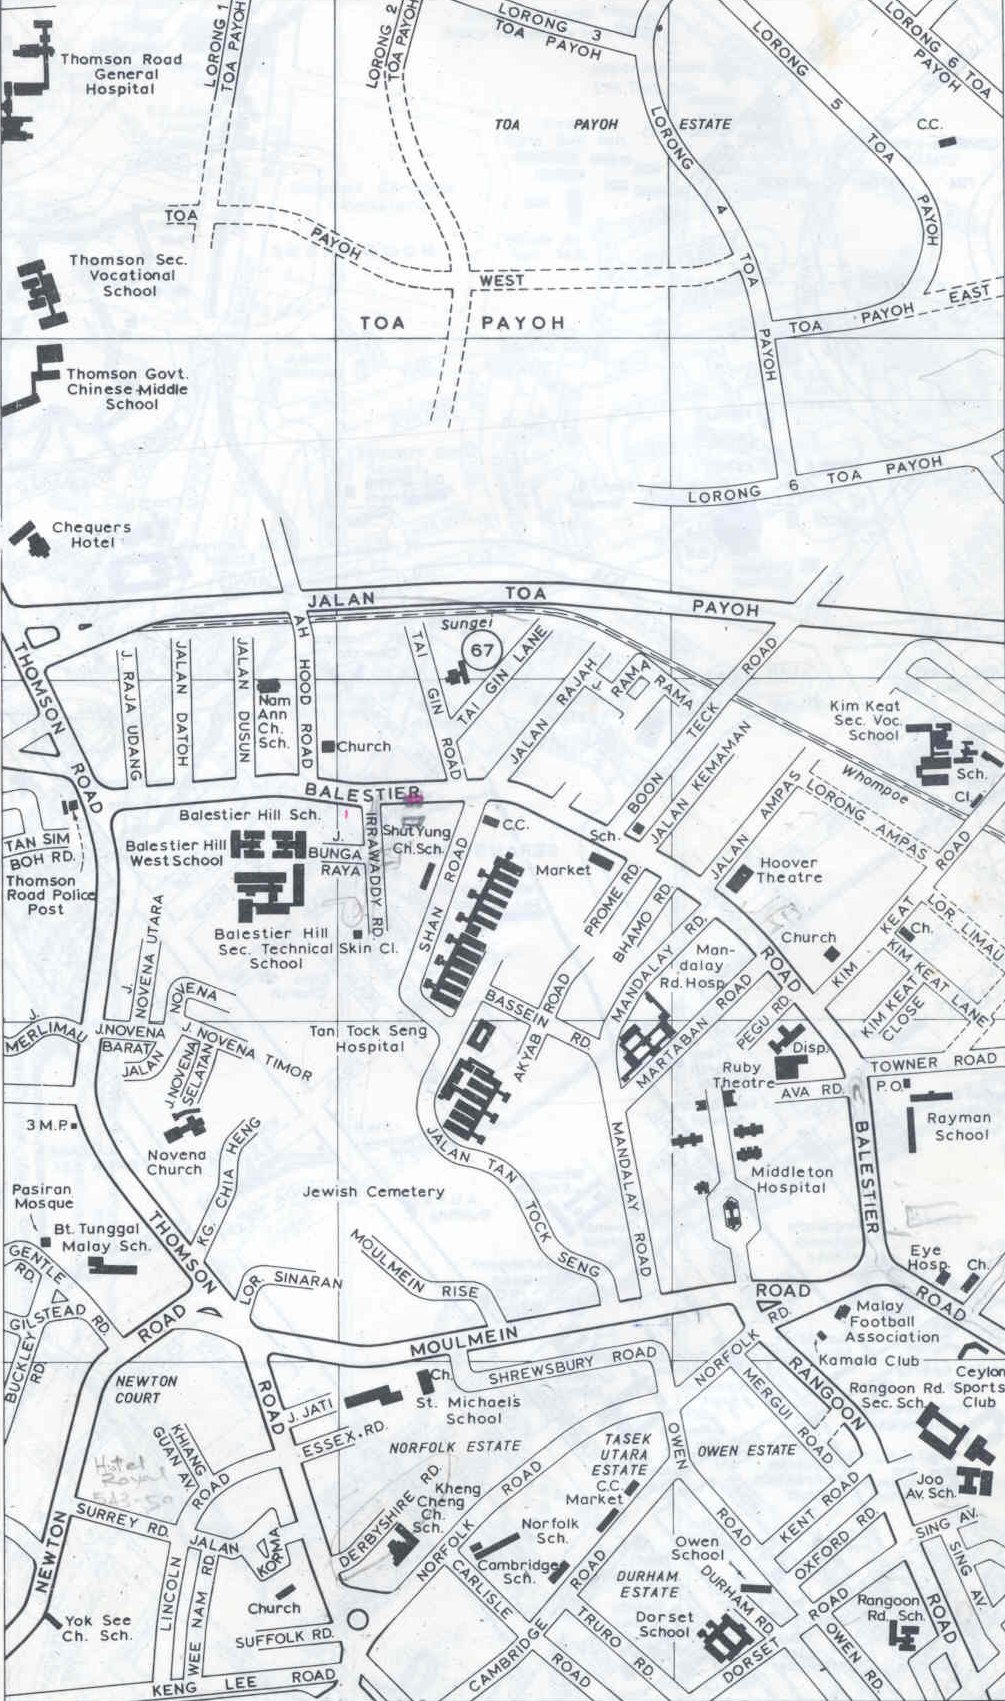 LORONG 1
TOA PAYOH
LORONG 2
TOA PAYOH
LORONG 3
TOA PAYOH
LORONG 5
TOA
PAYOH
LORONG 6 TOA
PAYOH
Thomson Road
General
Hospital
TOA PAYOH ESTATE
LORONG 4 TOA PAYOH
C.C.
TOA PAYOH WEST
Thomson Sec.
Vocational
School
TOA PAYOH
TOA PAYOH EAST
Thomson Govt.
Chinese Middle
School
LORONG 6 TOA PAYOH
Chequers
Hotel
JALAN TOA PAYOH
THOMSON ROAD
J. RAJA UDANG
JALAN DATOH
JALAN DUSUN
Nam
Ann
Ch.
Sch.
AH HOOD ROAD
Church
TAI GIN ROAD
Sungei
67
TAI GIN LANE
JALAN RAJAH
J. RAMA RAMA
BOON TECK ROAD
JALAN KEMAMAN
JALAN AMPAS
LORONG AMPAS
Whompoe
Kim Keat
Sec. Voc.
School
Sch.
Cl.
BALESTIER
Balestier Hill Sch.
Balestier Hill
West School
J.
BUNGA
RAYA
IRRAWADDY RD
Shut Yung
Ch. Sch.
SHAN ROAD
C.C.
Sch.
Market
Hoover
Theatre
TAN SIM
BOH RD.
Thomson
Road Police
Post
Balestier Hill
Sec. Technical
School
Skin Cl.
PROME RD.
BHAMO RD
MANDALAY RD.
Man-
dalay
Rd. Hosp.
ROAD
Church
KIM KEAT ROAD
Ch.
LOR. LIMAU
KIM KEAT LANE
KIM KEAT
CLOSE
J. NOVENA UTARA
NOVENA
J. MERLIMAU
J. NOVENA
BARAT
JALAN
J. NOVENA
SELATAN
J. NOVENA TIMOR
Tan Tock Seng
Hospital
BASSEIN RD
AKYAB ROAD
MARTABAN ROAD
PEGU RD
Disp.
Ruby
Theatre
AVA RD.
TOWNER ROAD
P.O.
Rayman
School
3 M.P.
Novena
Church
KG. CHIA HENG
JALAN TAN TOCK SENG
MANDALAY ROAD
BALESTIER
Middleton
Hospital
Jewish Cemetery
Pasiran
Mosque
Bt. Tunggal
Malay Sch.
THOMSON ROAD
GENTLE
RD.
GILSTEAD RD.
BUCKLEY
RD.
LOR. SINARAN
MOULMEIN RISE
MOULMEIN ROAD
Eye
Hosp.
Ch.
ROAD
Malay
Football
Association
Kamala Club
Ceylon
Sports
Club
Rangoon Rd.
Sec. Sch.
NEWTON
COURT
ROAD
J. JATI
ESSEX RD.
Ch.
St. Michael's
School
SHREWSBURY ROAD
NORFOLK RD.
MERGUI ROAD
RANGOON
NORFOLK ESTATE
TASEK
UTARA
ESTATE
C.C.
Market
OWEN ROAD
OWEN ESTATE
KHIANG
GUAN AV.
ROAD
Hotel
Royal
SURREY RD.
NEWTON
LINCOLN
JALAN
KORMA
WEE NAM RD
DERBYSHIRE RD.
Kheng
Cheng
Ch.
Sch.
NORFOLK ROAD
Norfolk
Sch.
Cambridge
Sch.
CARLISLE ROAD
CAMBRIDGE ROAD
TRURO RD.
Owen
School
DURHAM
ESTATE
DURHAM RD
Dorset
School
DORSET ROAD
KENT ROAD
OXFORD RD.
Joo
Av. Sch.
SING AV.
SING AV.
ROAD
Rangoon
Rd. Sch.
OWEN RD.
Yok See
Ch. Sch.
Church
SUFFOLK RD.
KENG LEE ROAD